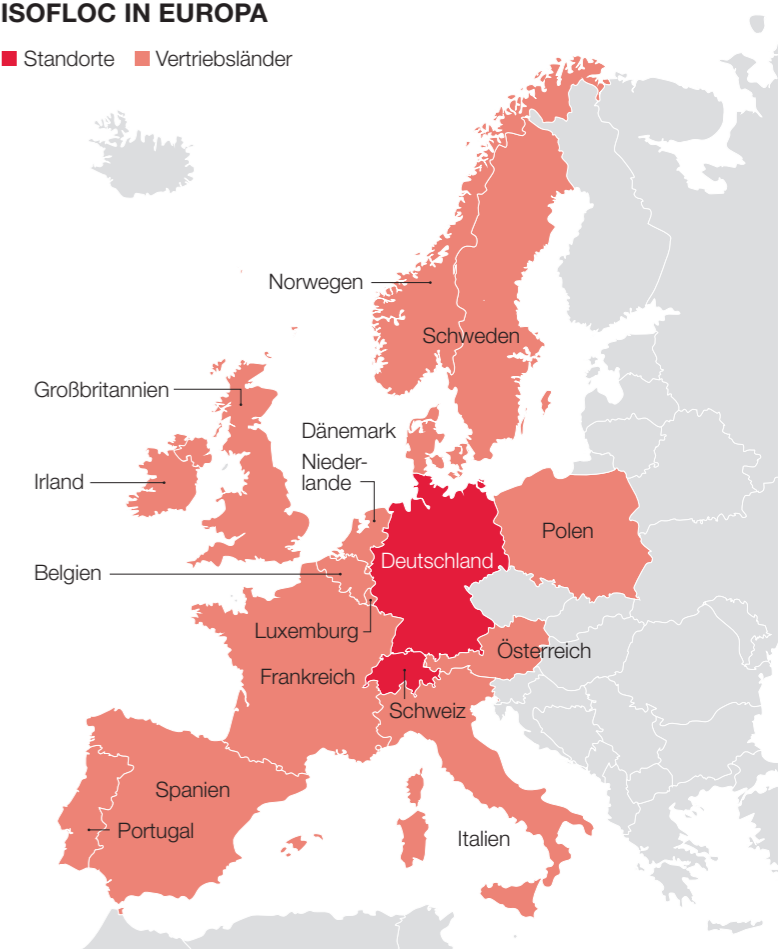 ISOFLOC IN EUROPA
Standorte Vertriebsländer
Norwegen
Schweden
Großbritannien
Dänemark
Nieder-
lande
Irland
Polen
Deutschland
Belgien
Luxemburg
Österreich
Frankreich
Schweiz
Spanien
Portugal
Italien